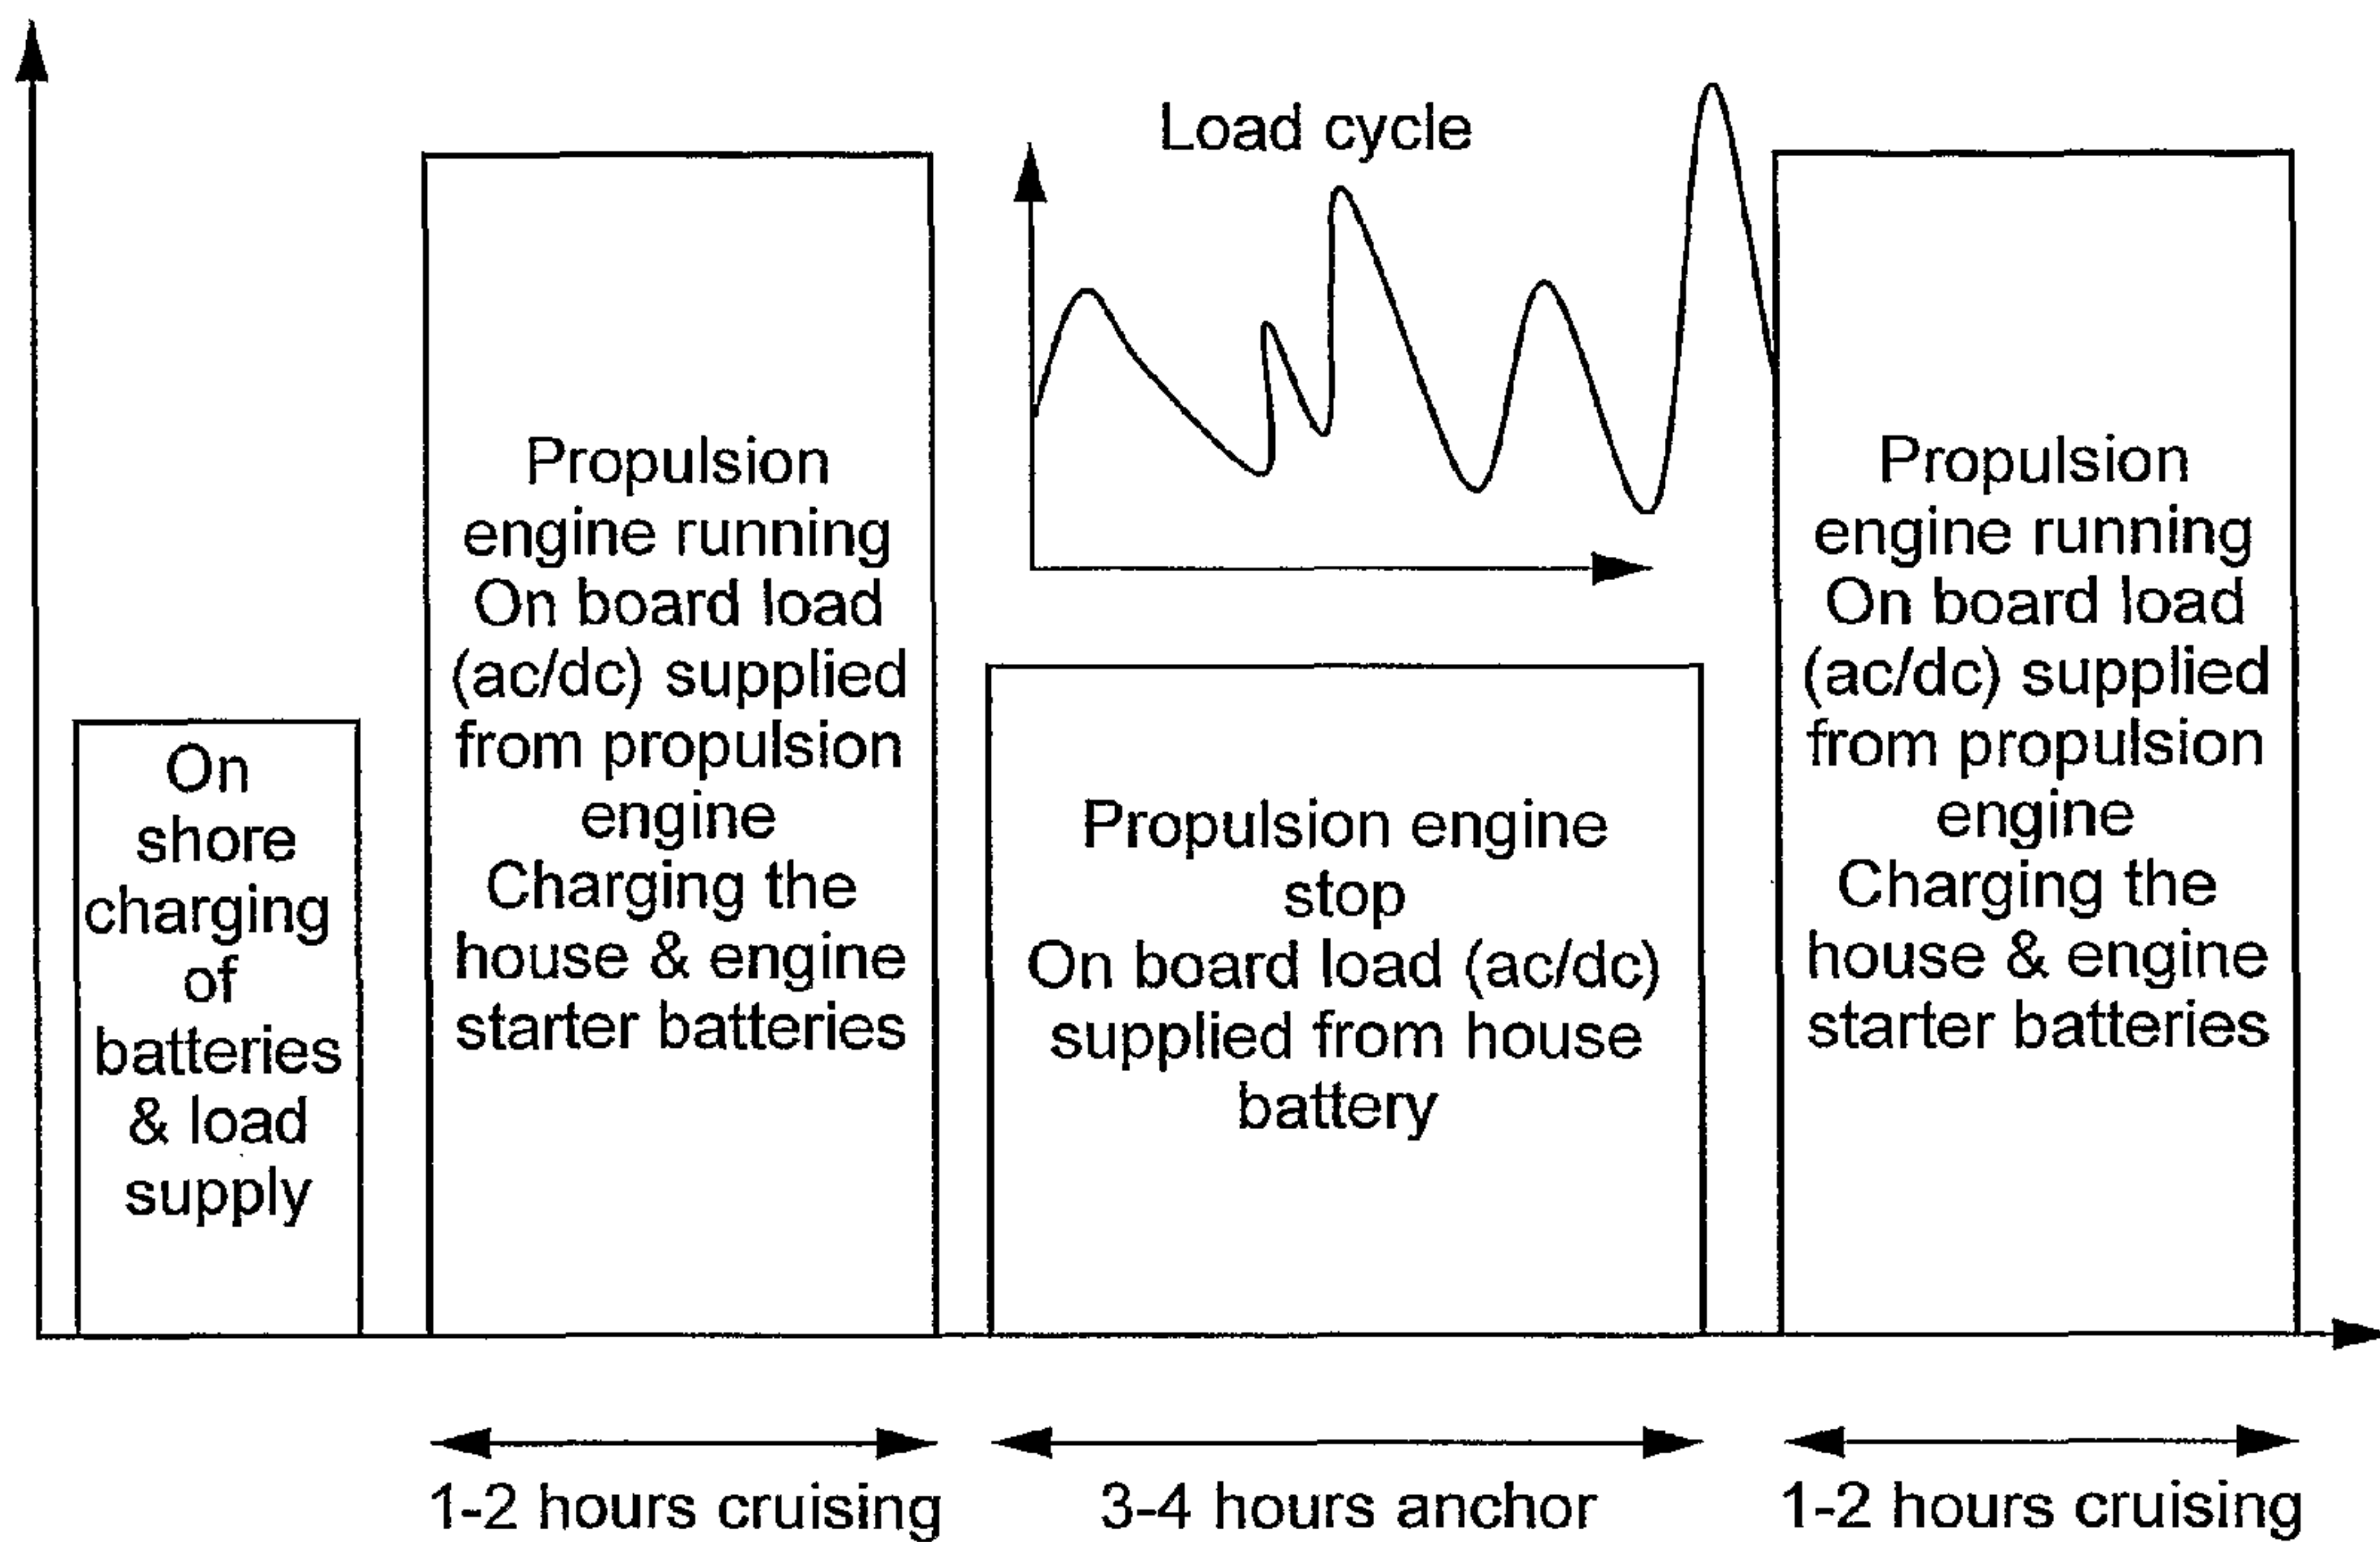 Load cycle
On
shore
charging
of
batteries
& load
supply
Propulsion
engine running
On board load
(ac/dc) supplied
from propulsion
engine
Charging the
house & engine
starter batteries
Propulsion engine
stop
On board load (ac/dc)
supplied from house
battery
Propulsion
engine running
On board load
(ac/dc) supplied
from propulsion
engine
Charging the
house & engine
starter batteries
1-2 hours cruising
3-4 hours anchor
1-2 hours cruising